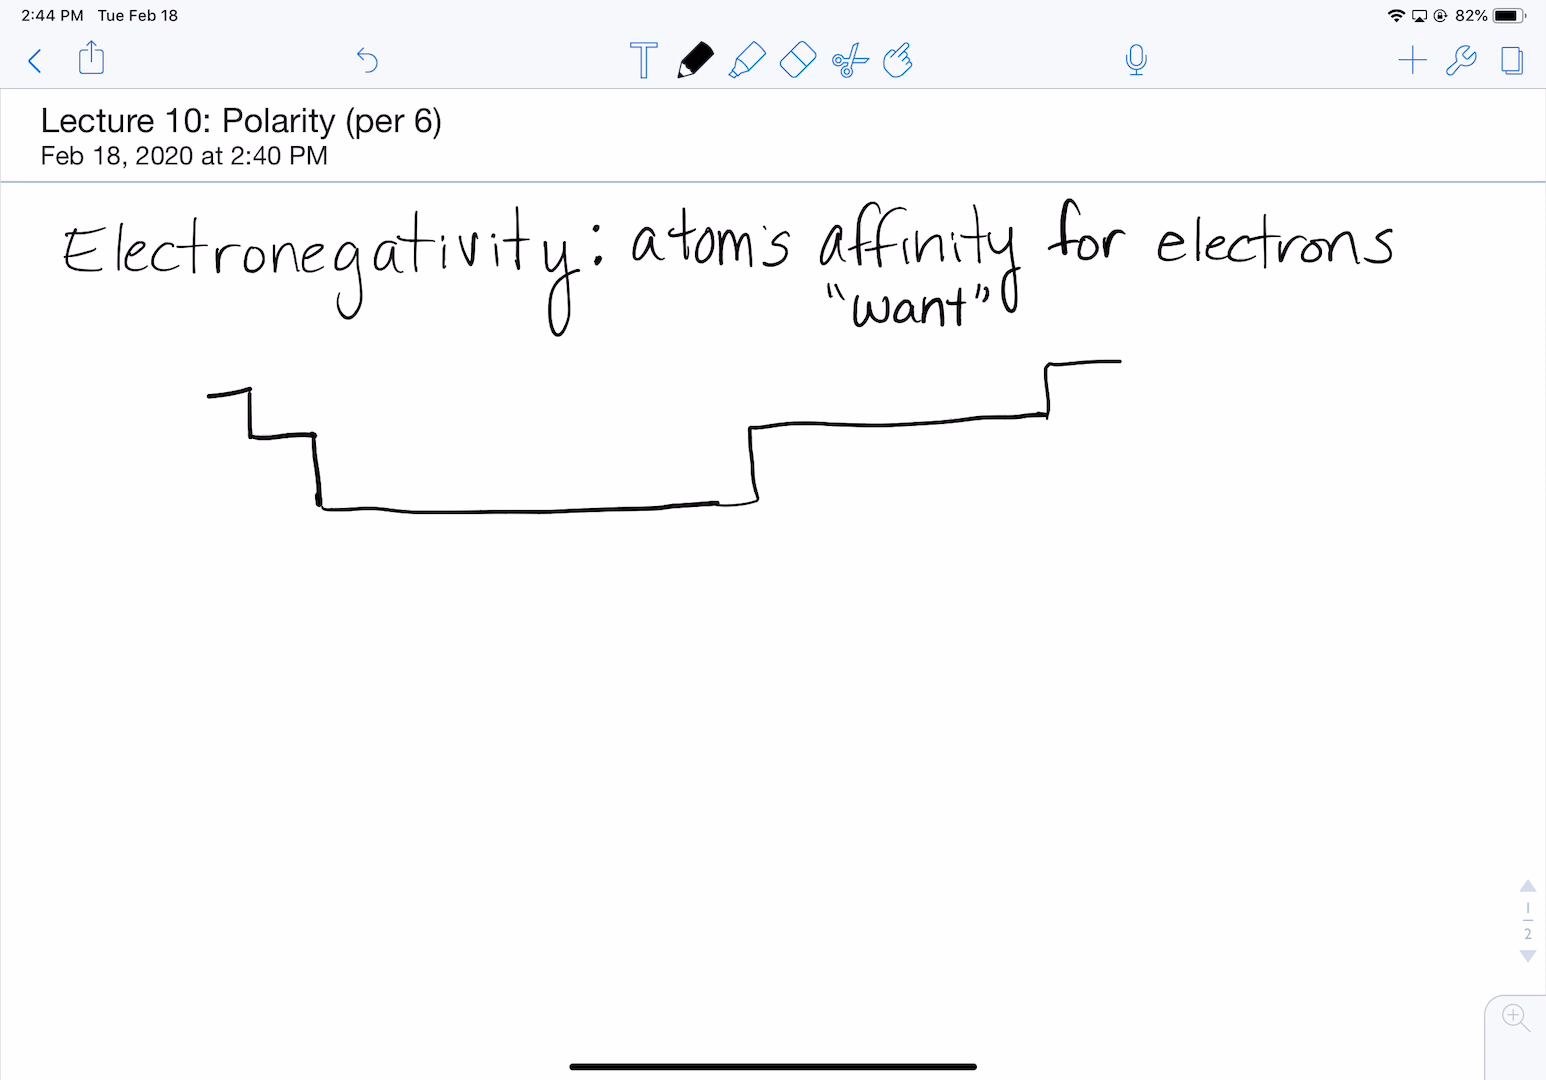 2:44 PM Tue Feb 18 82%
T
Lecture 10: Polarity (per 6)
Feb 18, 2020 at 2:40 PM
Electronegativity: atom's affinity for electrons
"want"
1
2